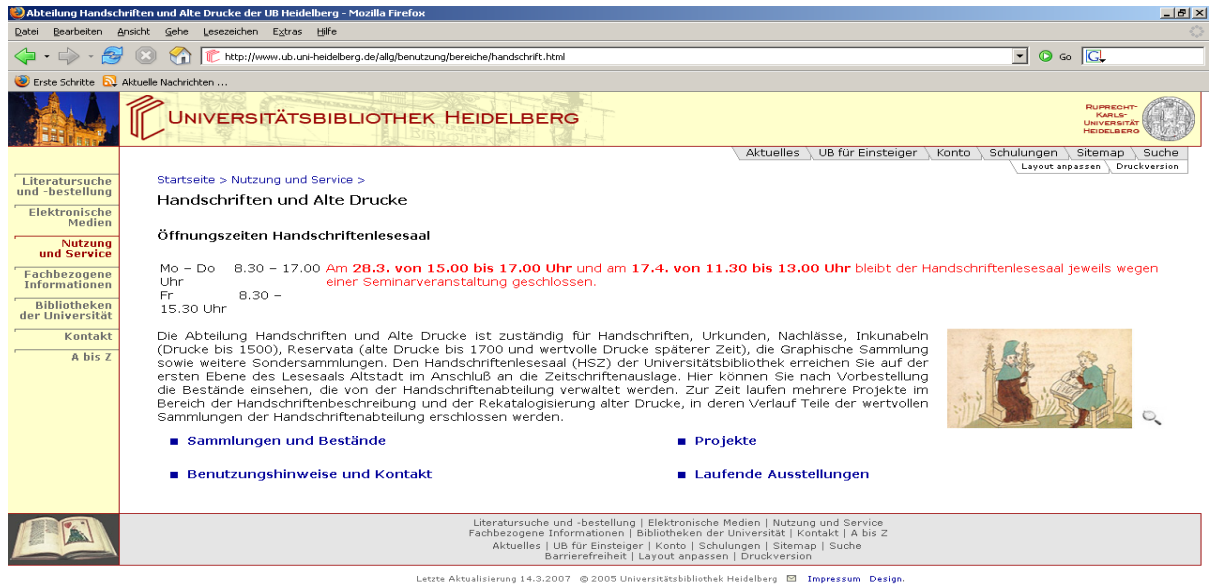 Abteilung Handschriften und Alte Drucke der UB Heidelberg - Mozilla Firefox
Datei Bearbeiten Ansicht Gehe Lesezeichen Extras Hilfe
http://www.ub.uni-heidelberg.de/allg/benutzung/bereiche/handschrift.html
Go
G
Erste Schritte Aktuelle Nachrichten ...
UNIVERSITÄTSBIBLIOTHEK HEIDELBERG
RUPRECHT-
KARLS-
UNIVERSITÄT
HEIDELBERG
Aktuelles \ UB für Einsteiger \ Konto \ Schulungen \ Sitemap \ Suche
Layout anpassen \ Druckversion
Literatursuche
und -bestellung
Elektronische
Medien
Nutzung
und Service
Fachbezogene
Informationen
Bibliotheken
der Universität
Kontakt
A bis Z
Startseite > Nutzung und Service >
Handschriften und Alte Drucke
Öffnungszeiten Handschriftenlesesaal
Mo – Do 8.30 – 17.00
Uhr
Fr 8.30 –
15.30 Uhr
Am 28.3. von 15.00 bis 17.00 Uhr und am 17.4. von 11.30 bis 13.00 Uhr bleibt der Handschriftenlesesaal jeweils wegen
einer Seminarveranstaltung geschlossen.
Die Abteilung Handschriften und Alte Drucke ist zuständig für Handschriften, Urkunden, Nachlässe, Inkunabeln
(Drucke bis 1500), Reservata (alte Drucke bis 1700 und wertvolle Drucke späterer Zeit), die Graphische Sammlung
sowie weitere Sondersammlungen. Den Handschriftenlesesaal (HSZ) der Universitätsbibliothek erreichen Sie auf der
ersten Ebene des Lesesaals Altstadt im Anschluß an die Zeitschriftenauslage. Hier können Sie nach Vorbestellung
die Bestände einsehen, die von der Handschriftenabteilung verwaltet werden. Zur Zeit laufen mehrere Projekte im
Bereich der Handschriftenbeschreibung und der Rekatalogisierung alter Drucke, in deren Verlauf Teile der wertvollen
Sammlungen der Handschriftenabteilung erschlossen werden.
Sammlungen und Bestände
Projekte
Benutzungshinweise und Kontakt
Laufende Ausstellungen
Literatursuche und -bestellung | Elektronische Medien | Nutzung und Service
Fachbezogene Informationen | Bibliotheken der Universität | Kontakt | A bis Z
Aktuelles | UB für Einsteiger | Konto | Schulungen | Sitemap | Suche
Barrierefreiheit | Layout anpassen | Druckversion
Letzte Aktualisierung 14.3.2007 © 2005 Universitätsbibliothek Heidelberg Impressum Design.